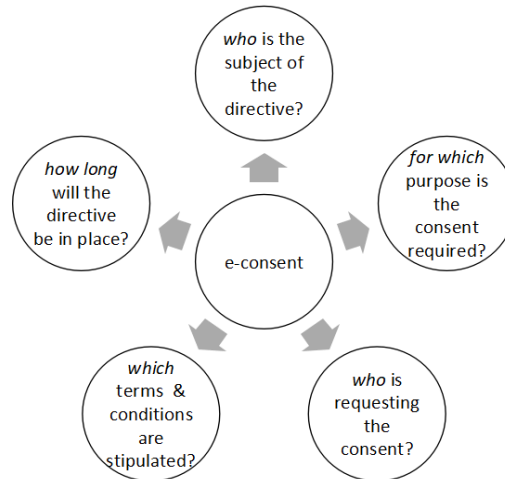 who is the
subject of
the
directive?
for which
purpose is
the
consent
required?
how long
will the
directive
be in place?
e-consent
which
terms &
conditions
are
stipulated?
who is
requesting
the
consent?